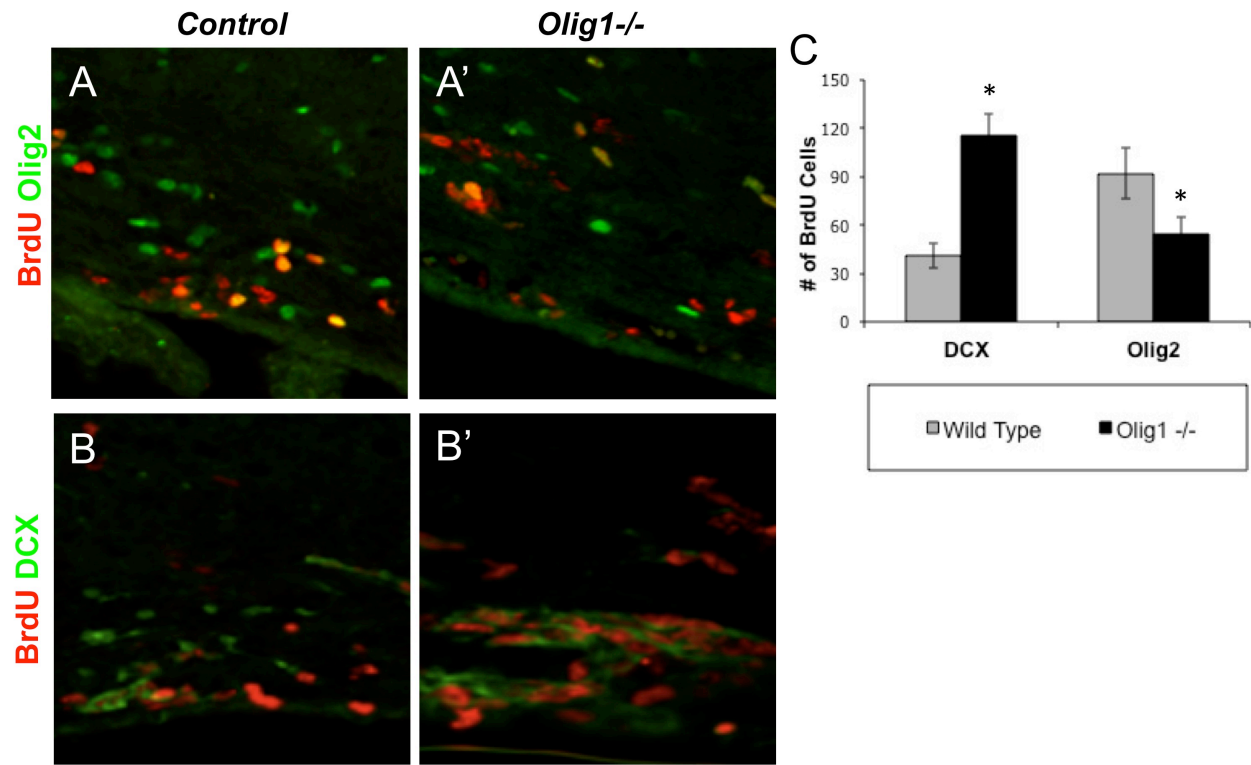 Control
Olig1-/-
C
A
A’
BrdU Olig2
150
120
90
60
30
0
# of BrdU Cells
*
*
DCX
Olig2
Wild Type
Olig1 -/-
B
B’
BrdU DCX